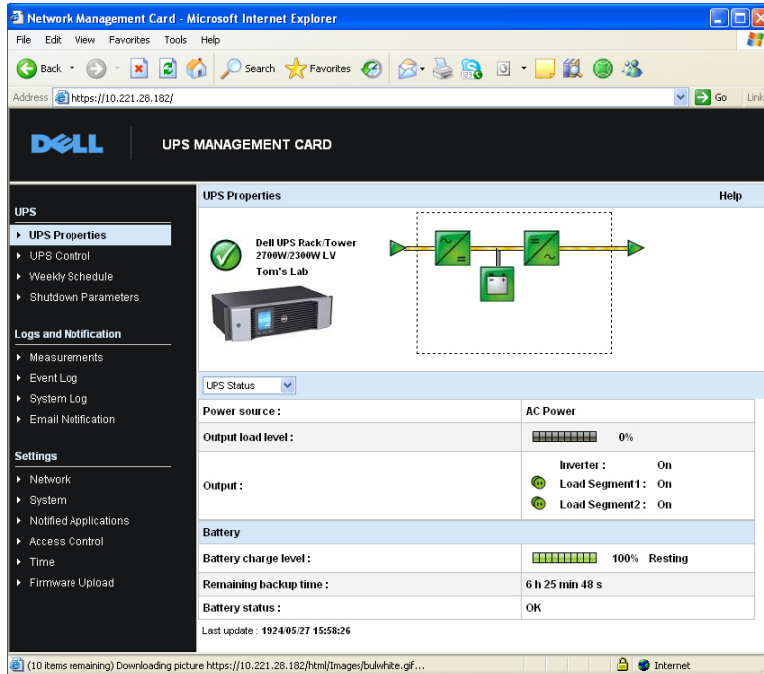 Network Management Card - Microsoft Internet Explorer
File Edit View Favorites Tools Help
Back Search Favorites
Address https://10.221.28.182/ Go Link
DELL UPS MANAGEMENT CARD
UPS Properties Help
UPS
UPS Properties
UPS Control
Weekly Schedule
Shutdown Parameters
Logs and Notification
Measurements
Event Log
System Log
Email Notification
Settings
Network
System
Notified Applications
Access Control
Time
Firmware Upload
Dell UPS Rack/Tower
2700W/2300W LV
Tom's Lab
UPS Status
Power source : AC Power
Output load level : 0%
Output :
Inverter : On
Load Segment1 : On
Load Segment2 : On
Battery
Battery charge level : 100% Resting
Remaining backup time : 6 h 25 min 48 s
Battery status : OK
Last update : 1924/05/27 15:58:26
(10 items remaining) Downloading picture https://10.221.28.182/html/Images/bulwhite.gif... Internet